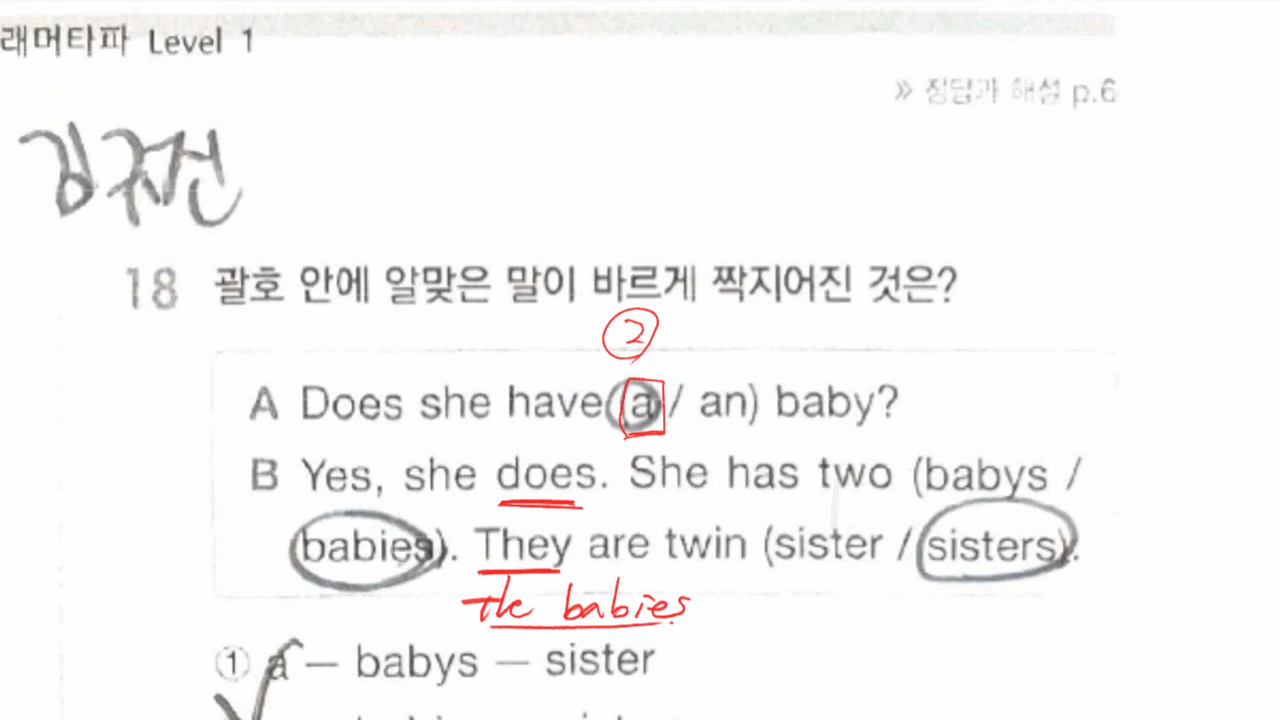 래머타파 Level 1
» 정답과 해설 p.6
18 괄호 안에 알맞은 말이 바르게 짝지어진 것은?
②
A Does she have (a / an) baby?
B Yes, she does. She has two (babys /
babies). They are twin (sister / sisters).
the babies
① a — babys — sister